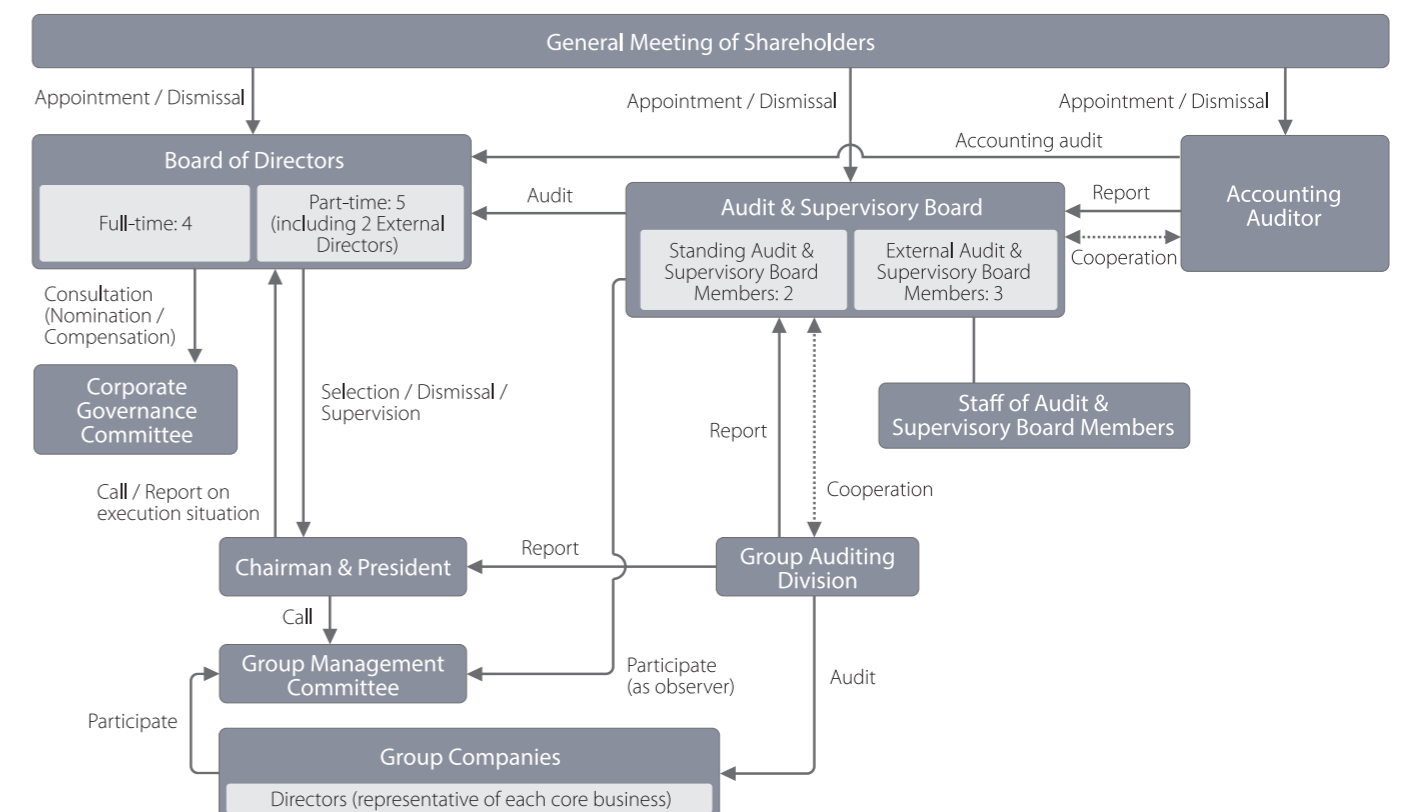 General Meeting of Shareholders
Appointment / Dismissal
Appointment / Dismissal
Appointment / Dismissal
Board of Directors
Full-time: 4
Part-time: 5
(including 2 External
Directors)
Accounting audit
Audit
Audit & Supervisory Board
Standing Audit &
Supervisory Board
Members: 2
External Audit &
Supervisory Board
Members: 3
Report
Cooperation
Accounting
Auditor
Consultation
(Nomination /
Compensation)
Corporate
Governance
Committee
Selection / Dismissal /
Supervision
Call / Report on
execution situation
Report
Cooperation
Staff of Audit &
Supervisory Board Members
Chairman & President
Report
Group Auditing
Division
Call
Group Management
Committee
Participate
(as observer)
Audit
Participate
Group Companies
Directors (representative of each core business)